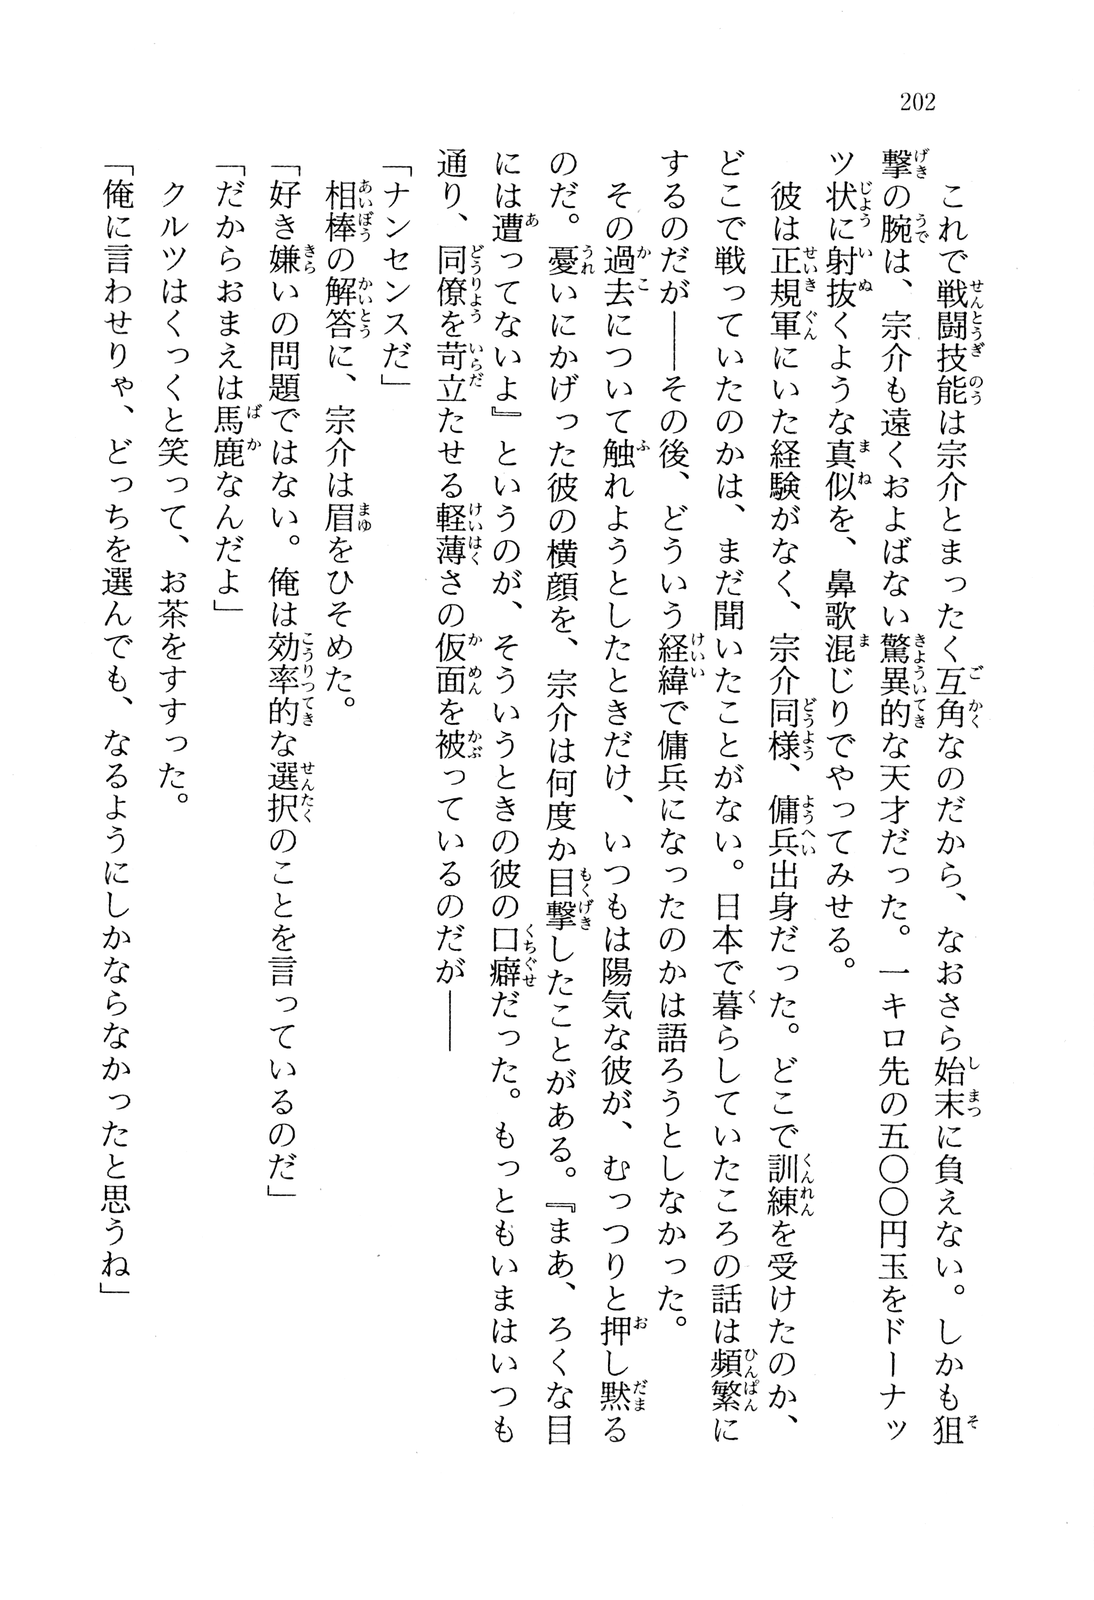 202
これで戦闘技能は宗介とまったく互角なのだから、なおさら始末に負えない。しかも狙
撃の腕は、宗介も遠くおよばない驚異的な天才だった。一キロ先の五〇〇円玉をドーナッ
ツ状に射抜くような真似を、鼻歌混じりでやってみせる。
彼は正規軍にいた経験がなく、宗介同様、傭兵出身だった。どこで訓練を受けたのか、
どこで戦っていたのかは、まだ聞いたことがない。日本で暮らしていたころの話は頻繁に
するのだが――その後、どういう経緯で傭兵になったのかは語ろうとしなかった。
その過去について触れようとしたときだけ、いつもは陽気な彼が、むっつりと押し黙る
のだ。憂いにかげった彼の横顔を、宗介は何度か目撃したことがある。『まあ、ろくな目
には遭ってないよ』というのが、そういうときの彼の口癖だった。もっともいまはいつも
通り、同僚を苛立たせる軽薄さの仮面を被っているのだが――
「ナンセンスだ」
相棒の解答に、宗介は眉をひそめた。
「好き嫌いの問題ではない。俺は効率的な選択のことを言っているのだ」
「だからおまえは馬鹿なんだよ」
クルツはくっくと笑って、お茶をすすった。
「俺に言わせりゃ、どっちを選んでも、なるようにしかならなかったと思うね」